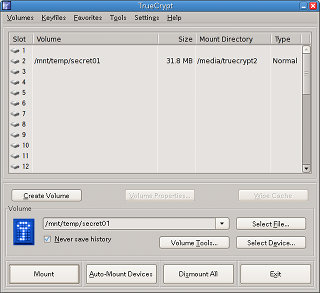 TrueCrypt
Volumes Keyfiles Favorites Tools Settings Help
Slot Volume Size Mount Directory Type
1
2 /mnt/temp/secret01 31.8 MB /media/truecrypt2 Normal
3
4
5
6
7
8
9
10
11
12
Create Volume Volume Properties... Wipe Cache
Volume
/mnt/temp/secret01 Select File...
Never save history Volume Tools... Select Device...
Mount Auto-Mount Devices Dismount All Exit